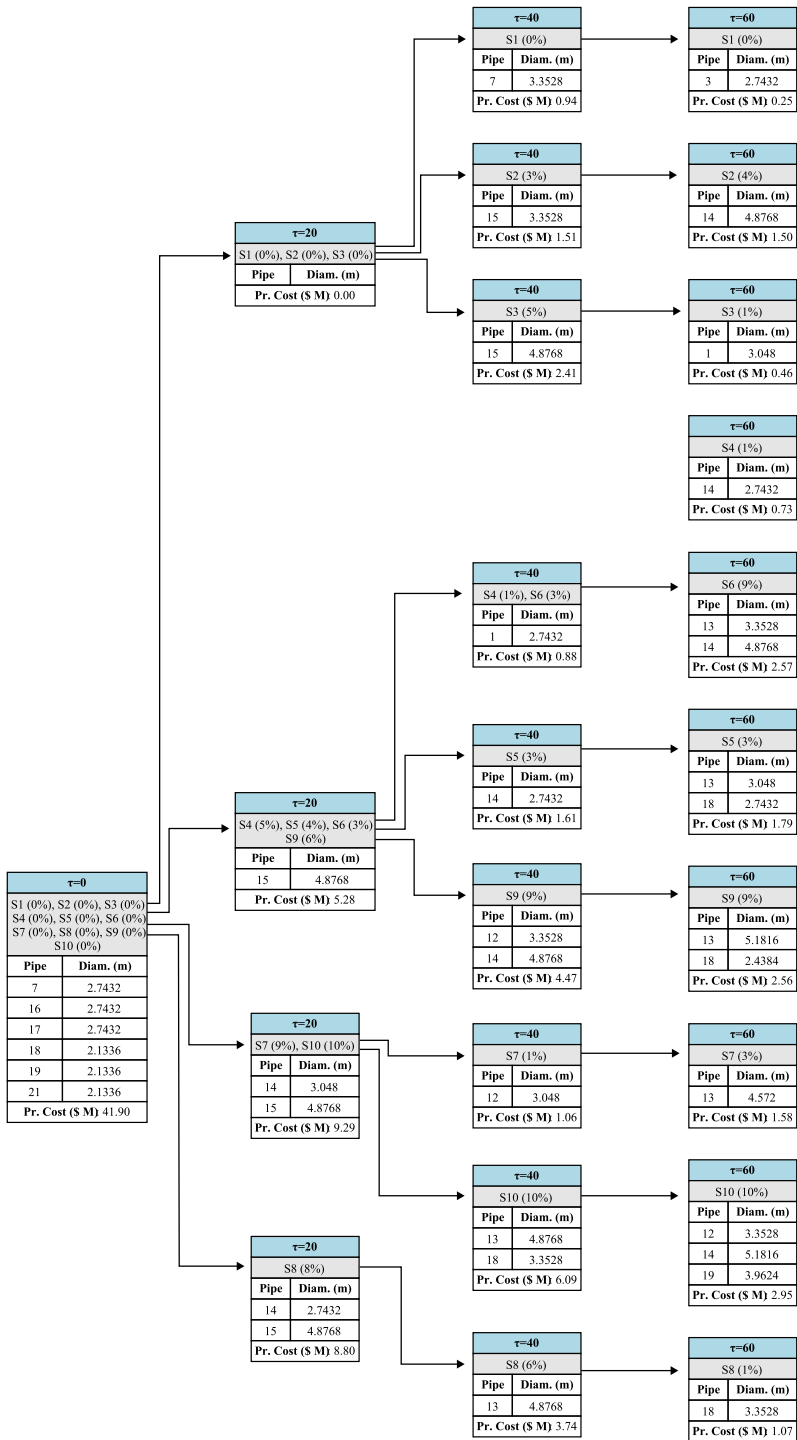 τ=0
S1 (0%), S2 (0%), S3 (0%)
S4 (0%), S5 (0%), S6 (0%)
S7 (0%), S8 (0%), S9 (0%)
S10 (0%)
Pipe Diam. (m)
7 2.7432
16 2.7432
17 2.7432
18 2.1336
19 2.1336
21 2.1336
Pr. Cost ($ M) 41.90
τ=20
S1 (0%), S2 (0%), S3 (0%)
Pipe Diam. (m)
Pr. Cost ($ M) 0.00
τ=20
S4 (5%), S5 (4%), S6 (3%)
S9 (6%)
Pipe Diam. (m)
15 4.8768
Pr. Cost ($ M) 5.28
τ=20
S7 (9%), S10 (10%)
Pipe Diam. (m)
14 3.048
15 4.8768
Pr. Cost ($ M) 9.29
τ=20
S8 (8%)
Pipe Diam. (m)
14 2.7432
15 4.8768
Pr. Cost ($ M) 8.80
τ=40
S1 (0%)
Pipe Diam. (m)
7 3.3528
Pr. Cost ($ M) 0.94
τ=40
S2 (3%)
Pipe Diam. (m)
15 3.3528
Pr. Cost ($ M) 1.51
τ=40
S3 (5%)
Pipe Diam. (m)
15 4.8768
Pr. Cost ($ M) 2.41
τ=40
S4 (1%), S6 (3%)
Pipe Diam. (m)
1 2.7432
Pr. Cost ($ M) 0.88
τ=40
S5 (3%)
Pipe Diam. (m)
14 2.7432
Pr. Cost ($ M) 1.61
τ=40
S9 (9%)
Pipe Diam. (m)
12 3.3528
14 4.8768
Pr. Cost ($ M) 4.47
τ=40
S7 (1%)
Pipe Diam. (m)
12 3.048
Pr. Cost ($ M) 1.06
τ=40
S10 (10%)
Pipe Diam. (m)
13 4.8768
18 3.3528
Pr. Cost ($ M) 6.09
τ=40
S8 (6%)
Pipe Diam. (m)
13 4.8768
Pr. Cost ($ M) 3.74
τ=60
S1 (0%)
Pipe Diam. (m)
3 2.7432
Pr. Cost ($ M) 0.25
τ=60
S2 (4%)
Pipe Diam. (m)
14 4.8768
Pr. Cost ($ M) 1.50
τ=60
S3 (1%)
Pipe Diam. (m)
1 3.048
Pr. Cost ($ M) 0.46
τ=60
S4 (1%)
Pipe Diam. (m)
14 2.7432
Pr. Cost ($ M) 0.73
τ=60
S6 (9%)
Pipe Diam. (m)
13 3.3528
14 4.8768
Pr. Cost ($ M) 2.57
τ=60
S5 (3%)
Pipe Diam. (m)
13 3.048
18 2.7432
Pr. Cost ($ M) 1.79
τ=60
S9 (9%)
Pipe Diam. (m)
13 5.1816
18 2.4384
Pr. Cost ($ M) 2.56
τ=60
S7 (3%)
Pipe Diam. (m)
13 4.572
Pr. Cost ($ M) 1.58
τ=60
S10 (10%)
Pipe Diam. (m)
12 3.3528
14 5.1816
19 3.9624
Pr. Cost ($ M) 2.95
τ=60
S8 (1%)
Pipe Diam. (m)
18 3.3528
Pr. Cost ($ M) 1.07